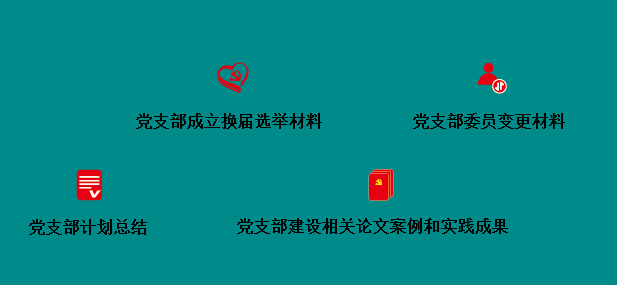 党支部成立换届选举材料
党支部委员变更材料
党支部计划总结
党支部建设相关论文案例和实践成果